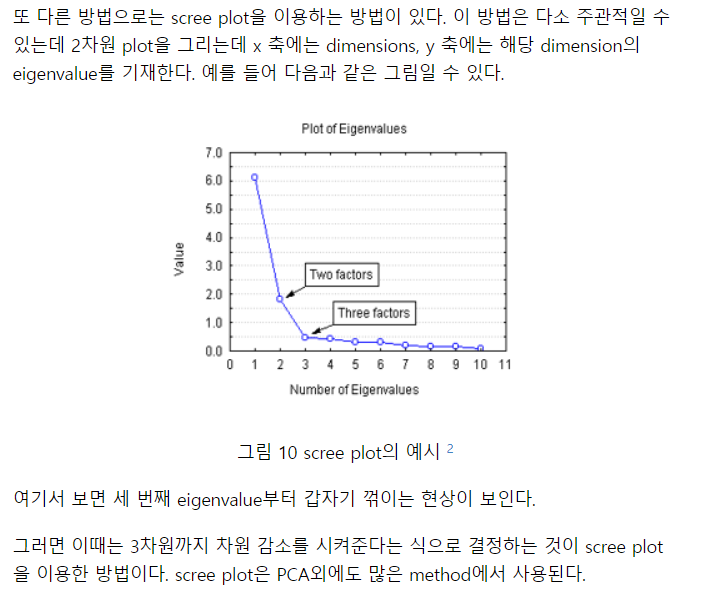 또 다른 방법으로는 scree plot을 이용하는 방법이 있다. 이 방법은 다소 주관적일 수
있는데 2차원 plot을 그리는데 x 축에는 dimensions, y 축에는 해당 dimension의
eigenvalue를 기재한다. 예를 들어 다음과 같은 그림일 수 있다.
Plot of Eigenvalues
7.0
6.0
5.0
4.0
3.0
2.0
1.0
0.0
Value
Two factors
Three factors
0 1 2 3 4 5 6 7 8 9 10 11
Number of Eigenvalues
그림 10 scree plot의 예시 2
여기서 보면 세 번째 eigenvalue부터 갑자기 꺾이는 현상이 보인다.
그러면 이때는 3차원까지 차원 감소를 시켜준다는 식으로 결정하는 것이 scree plot
을 이용한 방법이다. scree plot은 PCA외에도 많은 method에서 사용된다.